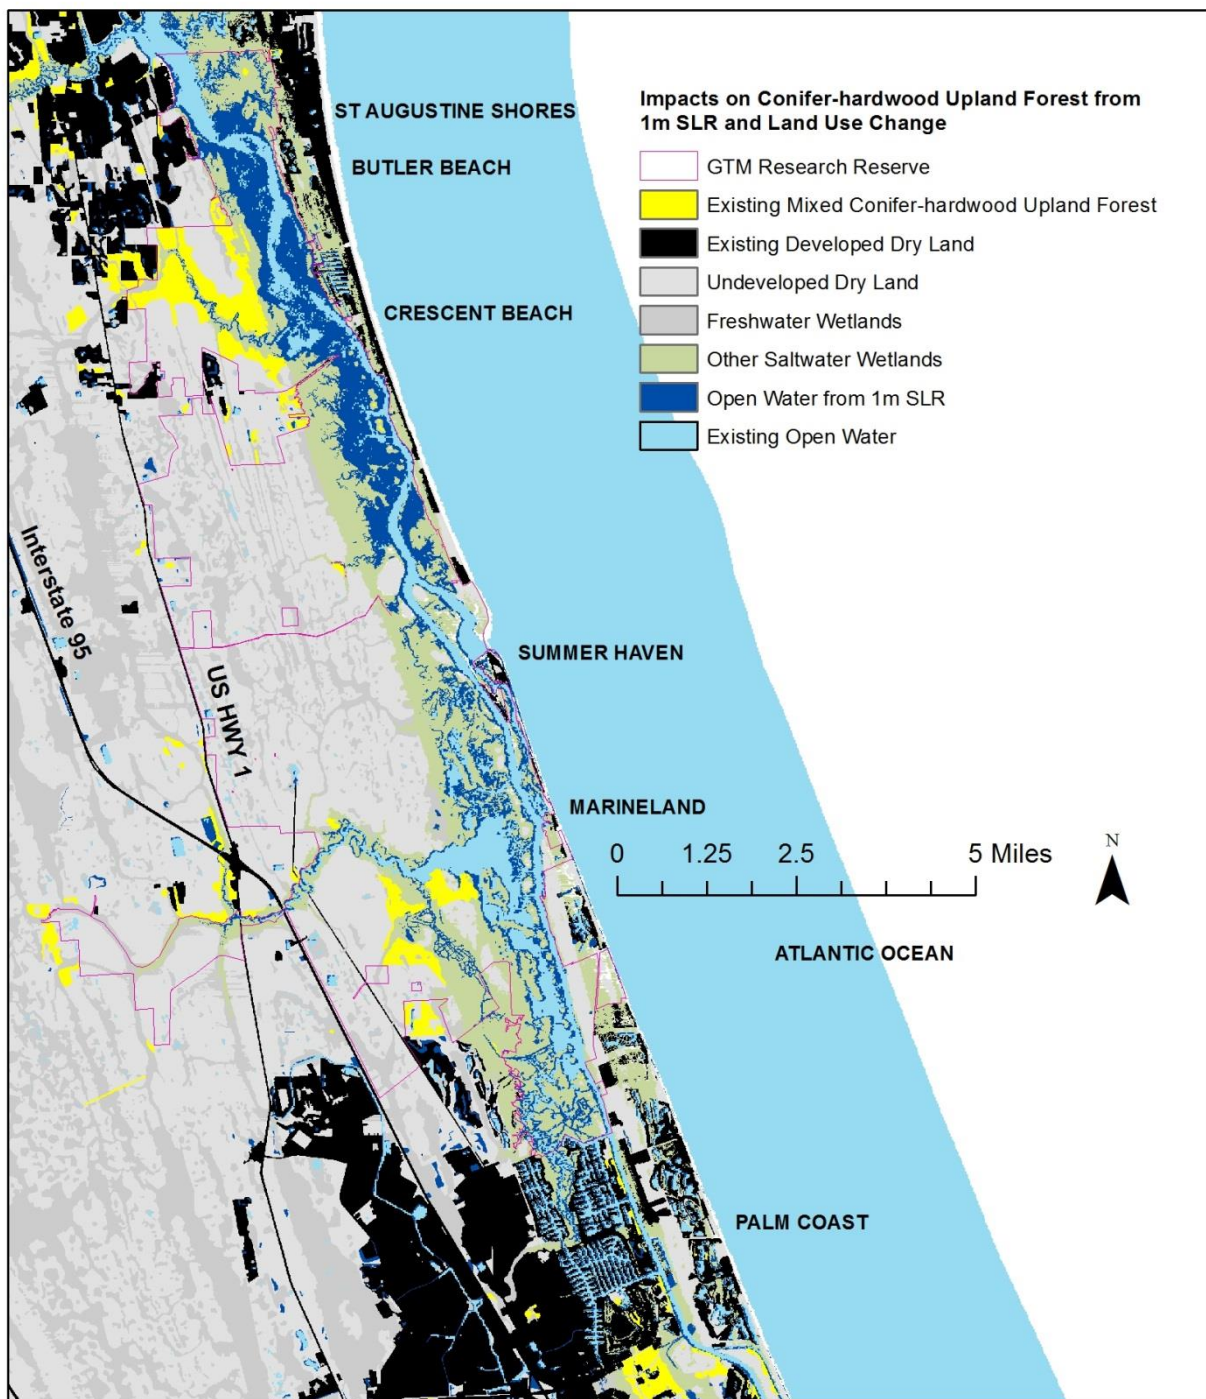 Impacts on Conifer-hardwood Upland Forest from
1m SLR and Land Use Change
GTM Research Reserve
Existing Mixed Conifer-hardwood Upland Forest
Existing Developed Dry Land
Undeveloped Dry Land
Freshwater Wetlands
Other Saltwater Wetlands
Open Water from 1m SLR
Existing Open Water
ST AUGUSTINE SHORES
BUTLER BEACH
CRESCENT BEACH
Interstate 95
US HWY 1
SUMMER HAVEN
MARINELAND
0 1.25 2.5 5 Miles
N
ATLANTIC OCEAN
PALM COAST